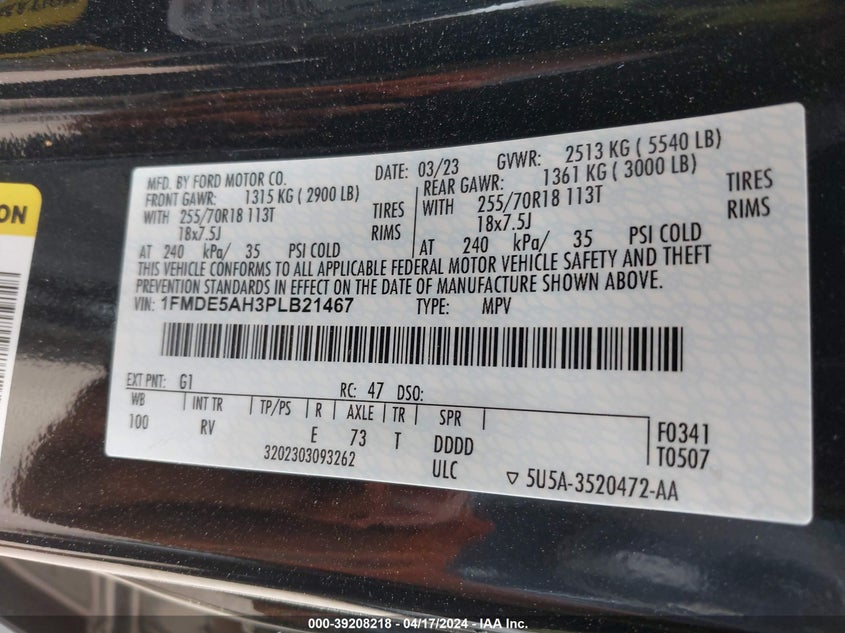 ON
MFD. BY FORD MOTOR CO. DATE: 03/23 GVWR: 2513 KG ( 5540 LB)
FRONT GAWR: 1315 KG ( 2900 LB) REAR GAWR: 1361 KG ( 3000 LB)
WITH 255/70R18 113T TIRES WITH 255/70R18 113T TIRES
18x7.5J RIMS 18x7.5J RIMS
AT 240 kPa/ 35 PSI COLD AT 240 kPa/ 35 PSI COLD
THIS VEHICLE CONFORMS TO ALL APPLICABLE FEDERAL MOTOR VEHICLE SAFETY AND THEFT
PREVENTION STANDARDS IN EFFECT ON THE DATE OF MANUFACTURE SHOWN ABOVE.
VIN: 1FMDE5AH3PLB21467 TYPE: MPV
EXT PNT: G1 RC: 47 DSO:
WB | INT TR | TP/PS | R | AXLE | TR | SPR |
100 RV E 73 T DDDD F0341
3202303093262 ULC T0507
▽ 5U5A-3520472-AA
000-39208218 - 04/17/2024 - IAA Inc.